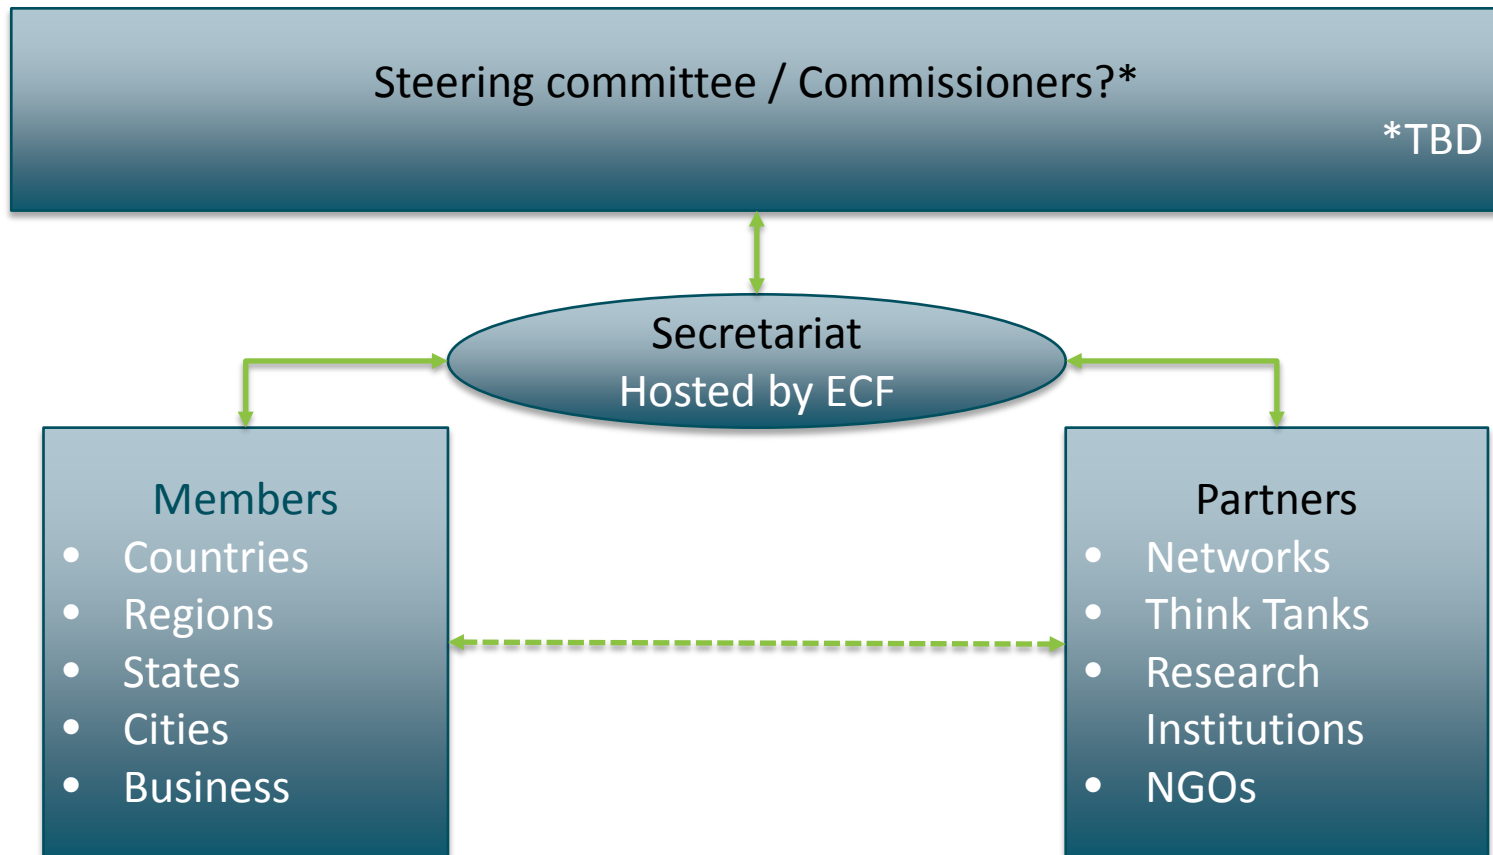 Steering committee / Commissioners?*
*TBD
Secretariat
Hosted by ECF
Members
• Countries
• Regions
• States
• Cities
• Business
Partners
• Networks
• Think Tanks
• Research
Institutions
• NGOs